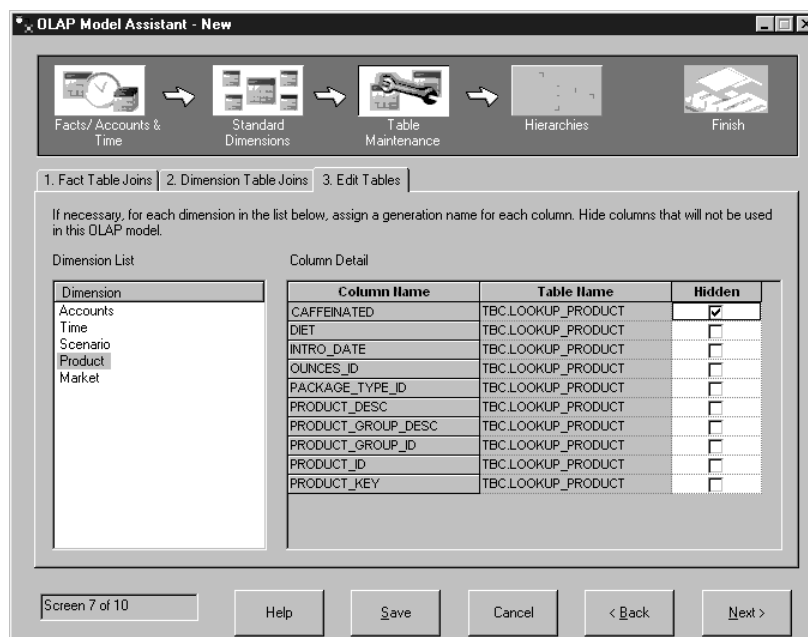 OLAP Model Assistant - New
Facts/Accounts &
Time
Standard
Dimensions
Table
Maintenance
Hierarchies
Finish
1. Fact Table Joins
2. Dimension Table Joins
3. Edit Tables
If necessary, for each dimension in the list below, assign a generation name for each column. Hide columns that will not be used
in this OLAP model.
Dimension List
Column Detail
Dimension
Accounts
Time
Scenario
Product
Market
Column Name Table Name Hidden
CAFFEINATED TBC.LOOKUP_PRODUCT
DIET TBC.LOOKUP_PRODUCT
INTRO_DATE TBC.LOOKUP_PRODUCT
OUNCES_ID TBC.LOOKUP_PRODUCT
PACKAGE_TYPE_ID TBC.LOOKUP_PRODUCT
PRODUCT_DESC TBC.LOOKUP_PRODUCT
PRODUCT_GROUP_DESC TBC.LOOKUP_PRODUCT
PRODUCT_GROUP_ID TBC.LOOKUP_PRODUCT
PRODUCT_ID TBC.LOOKUP_PRODUCT
PRODUCT_KEY TBC.LOOKUP_PRODUCT
Screen 7 of 10
Help
Save
Cancel
< Back
Next >